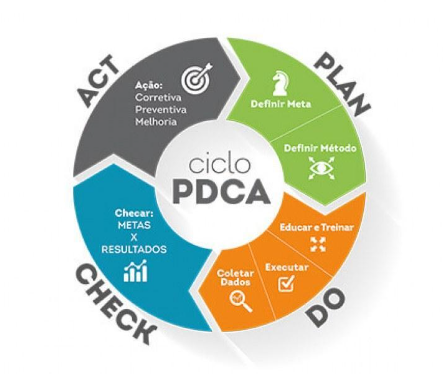 ciclo
PDCA
PLAN
Definir Meta
Definir Método
DO
Educar e Treinar
Executar
Coletar
Dados
CHECK
Checar:
METAS
X
RESULTADOS
ACT
Ação:
Corretiva
Preventiva
Melhoria